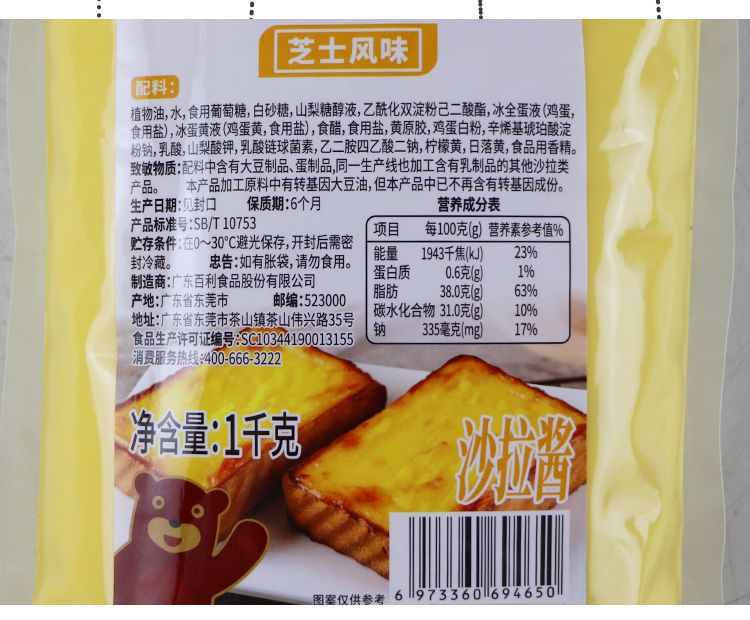 芝士风味
配料:
植物油,水,食用葡萄糖,白砂糖,山梨糖醇液,乙酰化双淀粉己二酸酯,冰全蛋液(鸡蛋,
食用盐),冰蛋黄液(鸡蛋黄,食用盐),食醋,食用盐,黄原胶,鸡蛋白粉,辛烯基琥珀酸淀
粉钠,乳酸,山梨酸钾,乳酸链球菌素,乙二胺四乙酸二钠,柠檬黄,日落黄,食品用香精。
致敏物质:配料中含有大豆制品、蛋制品,同一生产线也加工含有乳制品的其他沙拉类
产品。 本产品加工原料中有转基因大豆油,但本产品中已不再含有转基因成份。
生产日期:见封口 保质期:6个月
产品标准号:SB/T 10753
贮存条件:在0~30℃避光保存,开封后需密
封冷藏。 忠告:如有胀袋,请勿食用。
制造商:广东百利食品股份有限公司
产地:广东省东莞市 邮编:523000
地址:广东省东莞市茶山镇茶山伟兴路35号
食品生产许可证编号:SC10344190013155
消费服务热线:400-666-3222
营养成分表
项目 每100克(g) 营养素参考值%
能量 1943千焦(kJ) 23%
蛋白质 0.6克(g) 1%
脂肪 38.0克(g) 63%
碳水化合物 31.0克(g) 10%
钠 335毫克(mg) 17%
净含量:1千克
沙拉酱
图案仅供参考
6 973360 694650